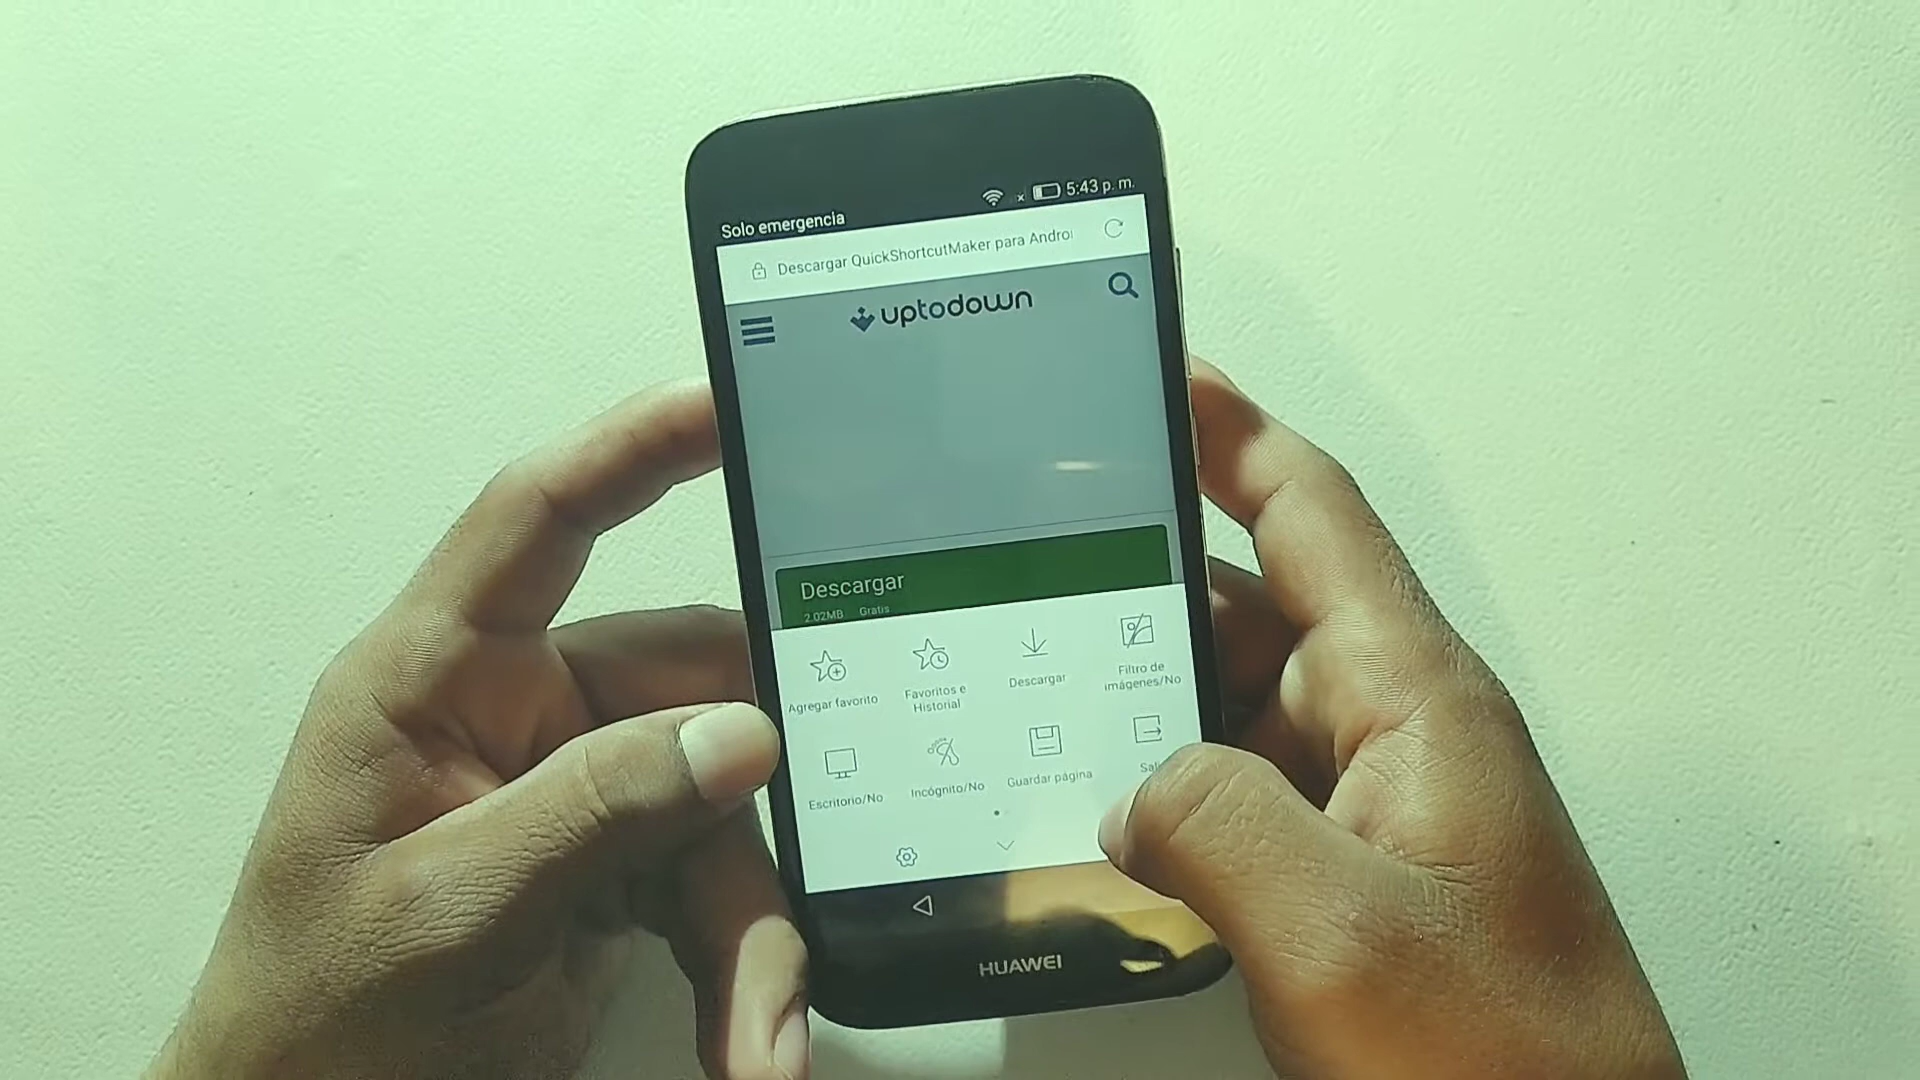 Solo emergencia
5:43 p. m.
Descargar QuickShortcutMaker para Androi
uptodown
Descargar
2.02MB Gratis
Agregar favorito
Favoritos e
Historial
Descargar
Filtro de
imágenes/No
Escritorio/No
Incógnito/No
Guardar página
Sali
HUAWEI